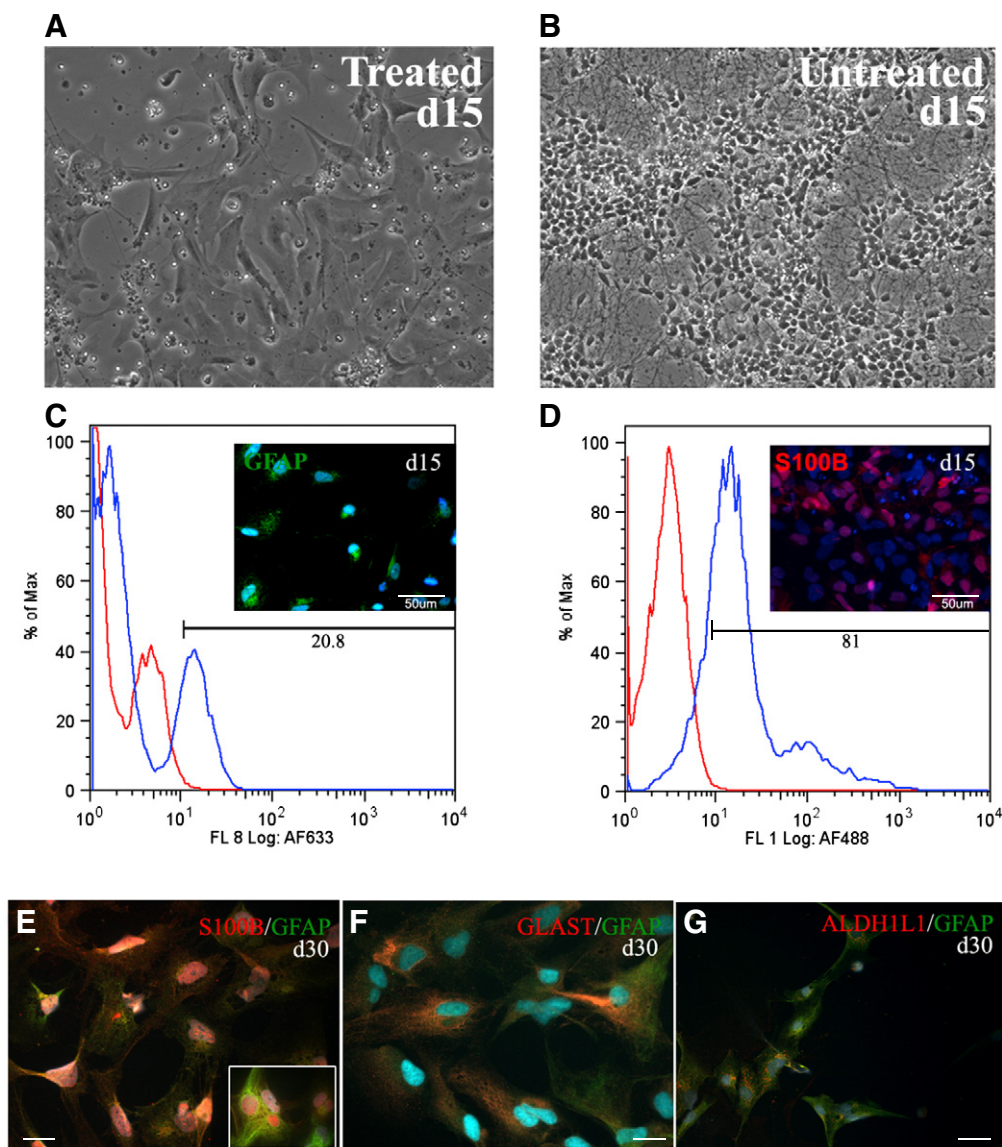 A
Treated
d15
B
Untreated
d15
C
100
80
60
40
20
0
% of Max
GFAP
d15
50um
20.8
10^0
10^1
10^2
10^3
10^4
FL 8 Log: AF633
D
100
80
60
40
20
0
% of Max
S100B
d15
50um
81
10^0
10^1
10^2
10^3
10^4
FL 1 Log: AF488
E
S100B/GFAP
d30
F
GLAST/GFAP
d30
G
ALDH1L1/GFAP
d30